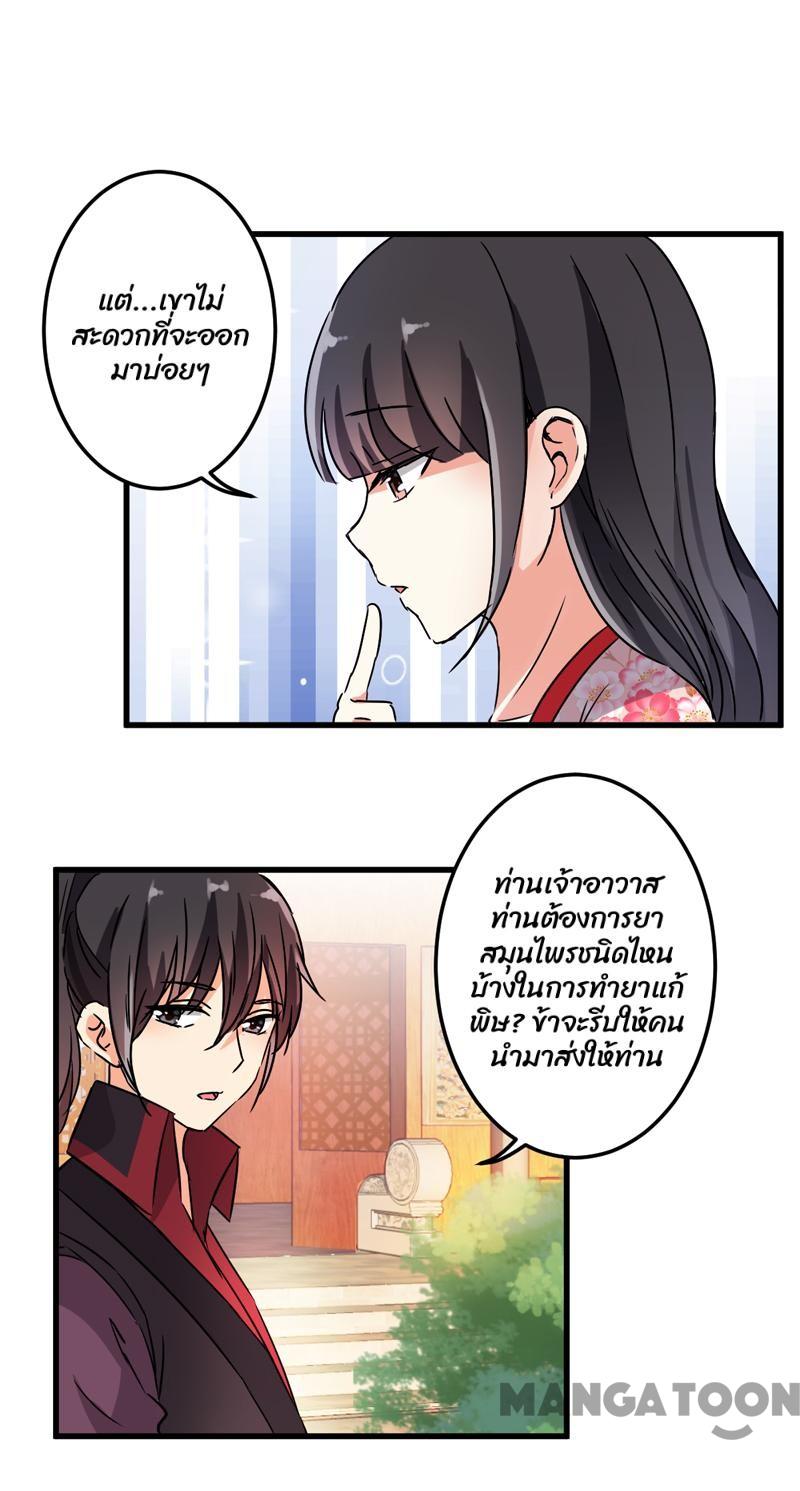 แต่...เขาไม่
สะดวกที่จะออก
มาบ่อยๆ
ท่านเจ้าอาวาส
ท่านต้องการยา
สมุนไพรชนิดไหน
บ้างในการทำยาแก้
พิษ? ข้าจะรีบให้คน
นำมาส่งให้ท่าน
MANGATOON